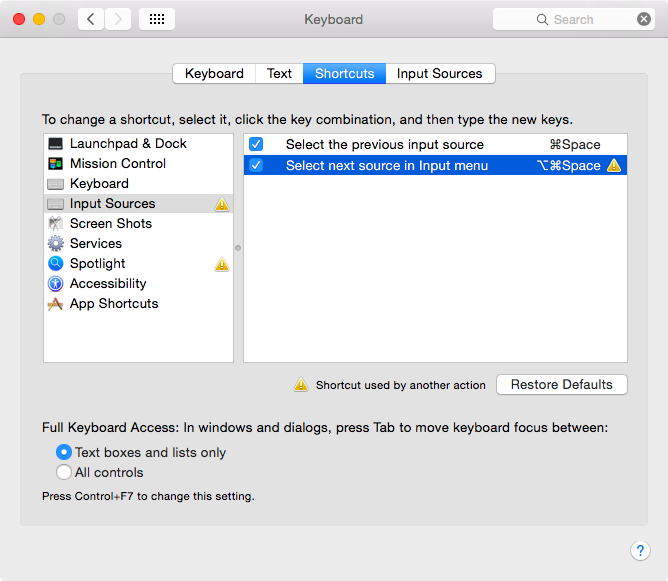 Keyboard
Search
Keyboard Text Shortcuts Input Sources
To change a shortcut, select it, click the key combination, and then type the new keys.
Launchpad & Dock
Mission Control
Keyboard
Input Sources
Screen Shots
Services
Spotlight
Accessibility
App Shortcuts
Select the previous input source ⌘Space
Select next source in Input menu ⌥⌘Space
Shortcut used by another action
Restore Defaults
Full Keyboard Access: In windows and dialogs, press Tab to move keyboard focus between:
Text boxes and lists only
All controls
Press Control+F7 to change this setting.
?